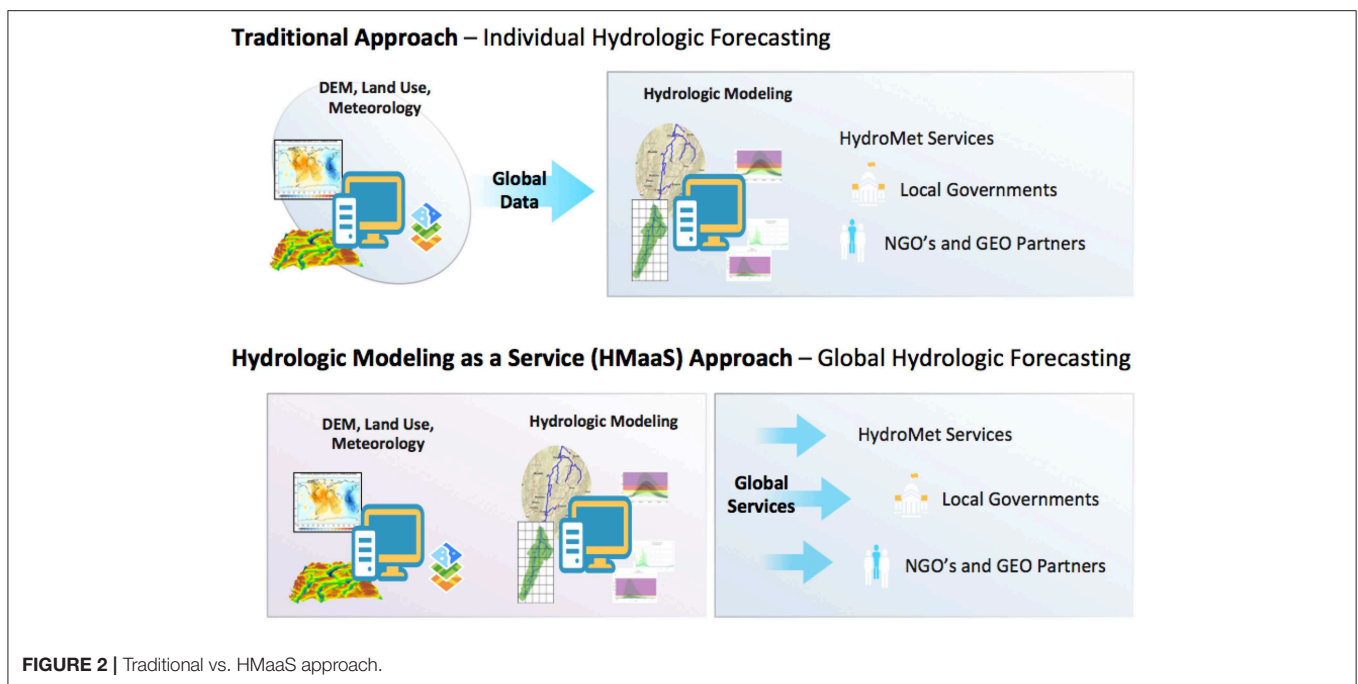 Traditional Approach – Individual Hydrologic Forecasting
DEM, Land Use,
Meteorology
Global
Data
Hydrologic Modeling
HydroMet Services
Local Governments
NGO's and GEO Partners
Hydrologic Modeling as a Service (HMaaS) Approach – Global Hydrologic Forecasting
DEM, Land Use,
Meteorology
Hydrologic Modeling
Global
Services
HydroMet Services
Local Governments
NGO's and GEO Partners
FIGURE 2 | Traditional vs. HMaaS approach.